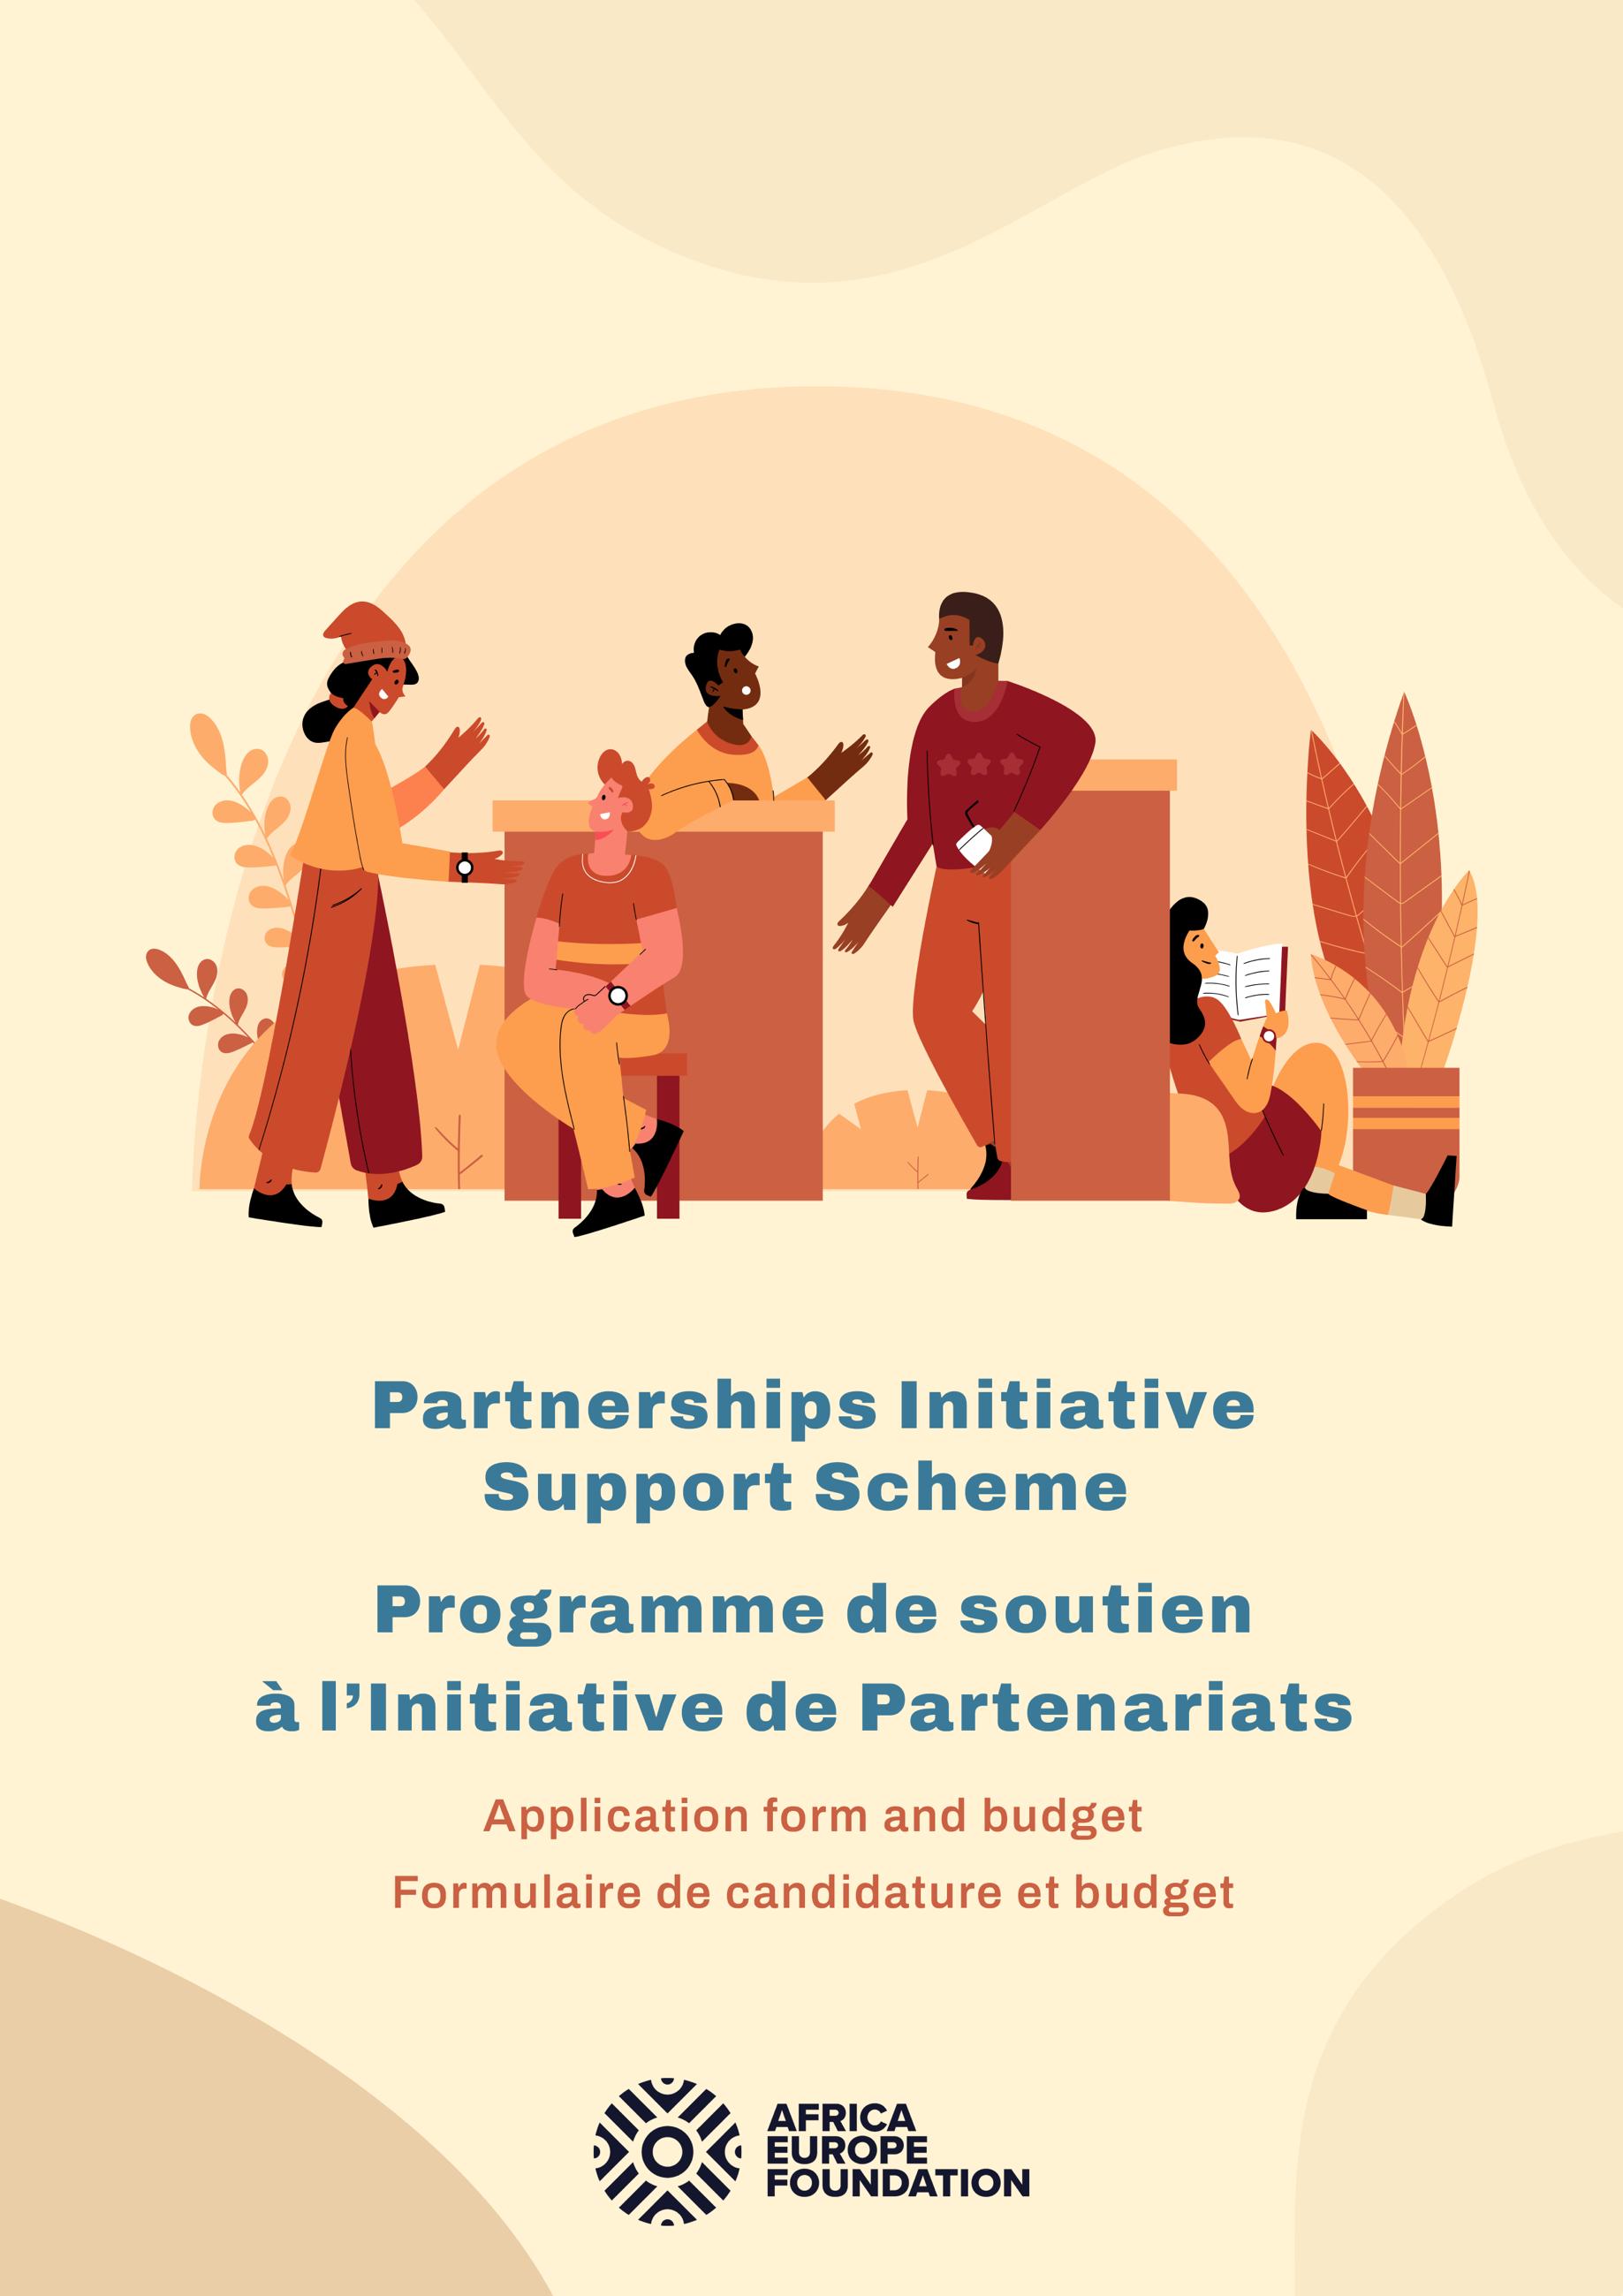 Partnerships Initiative
Support Scheme
Programme de soutien
à l’Initiative de Partenariats
Application form and budget
Formulaire de candidature et budget
AFRICA
EUROPE
FOUNDATION